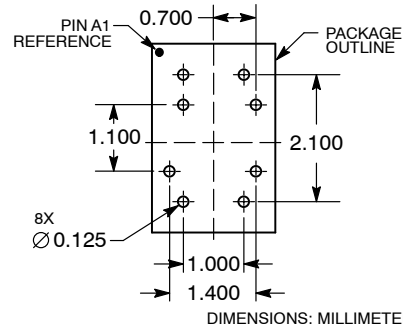 PIN A1
REFERENCE
0.700
PACKAGE
OUTLINE
1.100
2.100
8X
Ø 0.125
1.000
1.400
DIMENSIONS: MILLIMETE